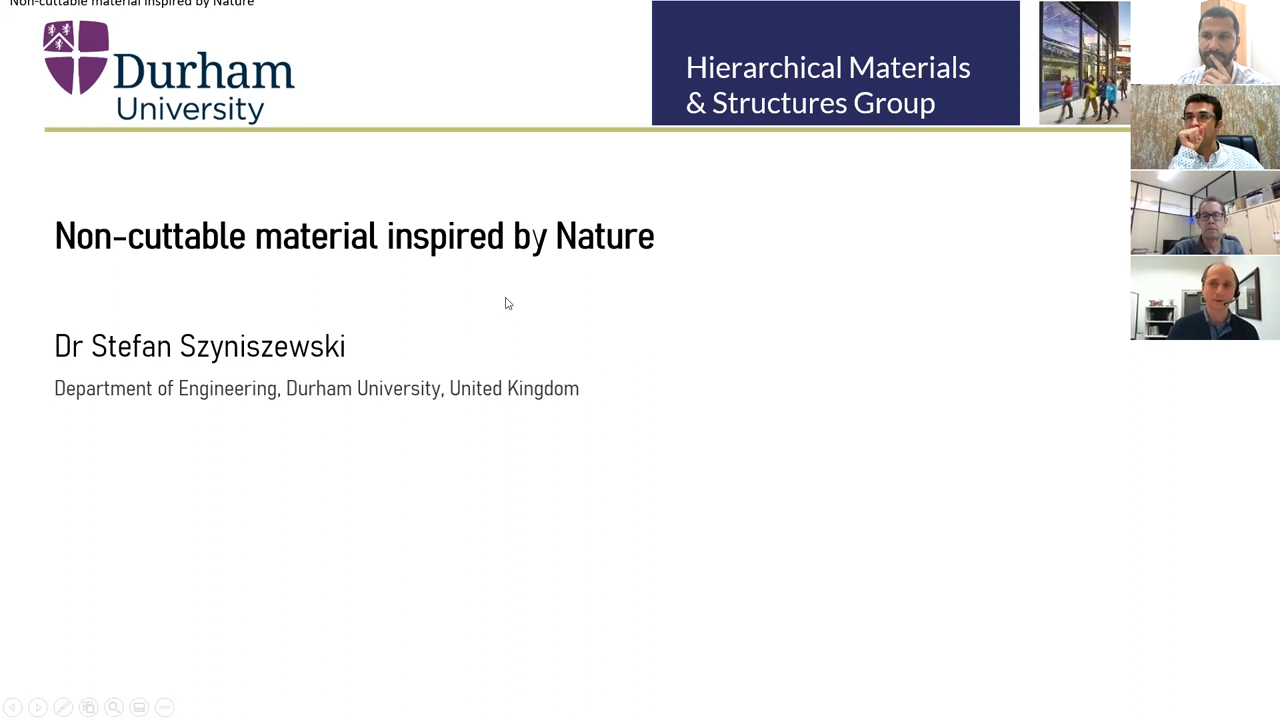 Non-cuttable material inspired by Nature
Durham
University
Hierarchical Materials
& Structures Group
Non-cuttable material inspired by Nature
Dr Stefan Szyniszewski
Department of Engineering, Durham University, United Kingdom